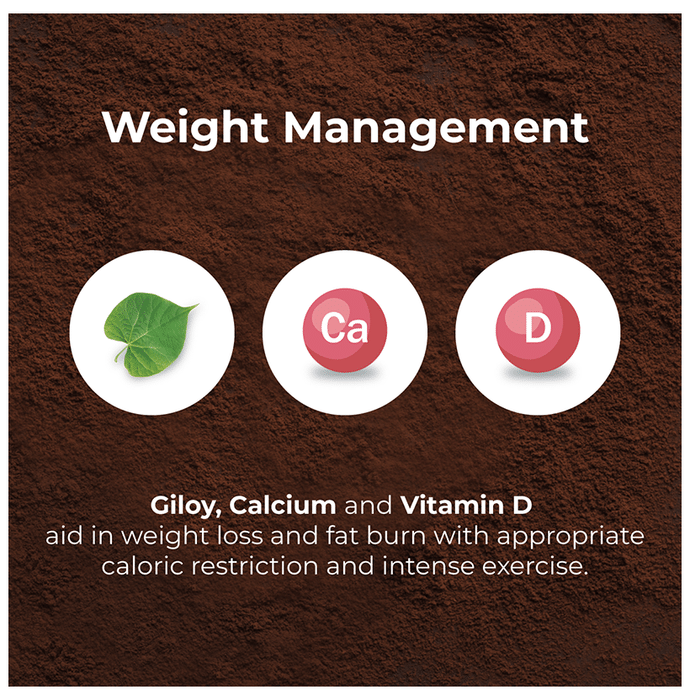 Weight Management
Ca
D
Giloy, Calcium and Vitamin D
aid in weight loss and fat burn with appropriate
caloric restriction and intense exercise.